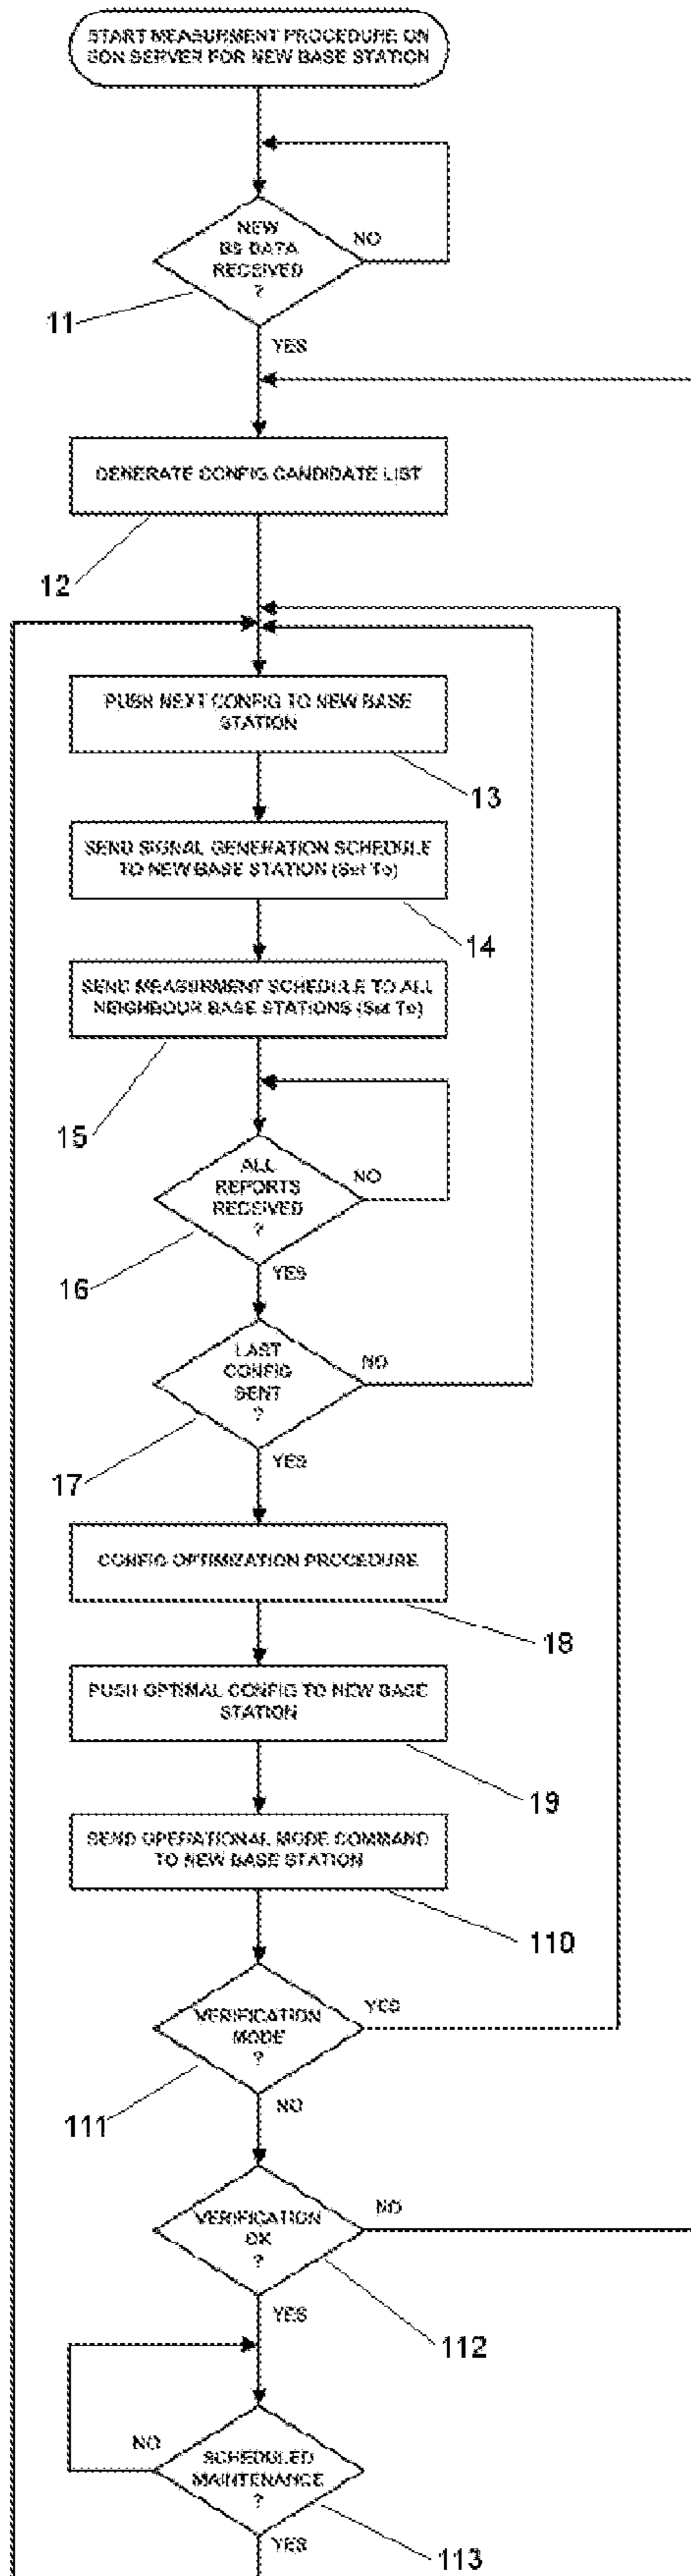 START MEASURMENT PROCEDURE ON
SON SERVER FOR NEW BASE STATION
NEW
BS DATA
RECEIVED
?
NO
11
YES
GENERATE CONFIG CANDIDATE LIST
12
PUSH NEXT CONFIG TO NEW BASE
STATION
13
SEND SIGNAL GENERATION SCHEDULE
TO NEW BASE STATION (Set To)
14
SEND MEASURMENT SCHEDULE TO ALL
NEIGHBOUR BASE STATIONS (Set To)
15
ALL
REPORTS
RECEIVED
?
NO
16
YES
LAST
CONFIG
SENT
?
NO
17
YES
CONFIG OPTIMIZATION PROCEDURE
18
PUSH OPTIMAL CONFIG TO NEW BASE
STATION
19
SEND OPERATIONAL MODE COMMAND
TO NEW BASE STATION
110
VERIFICATION
MODE
?
YES
111
NO
VERIFICATION
OK
?
NO
YES
112
NO
SCHEDULED
MAINTENANCE
?
YES
113